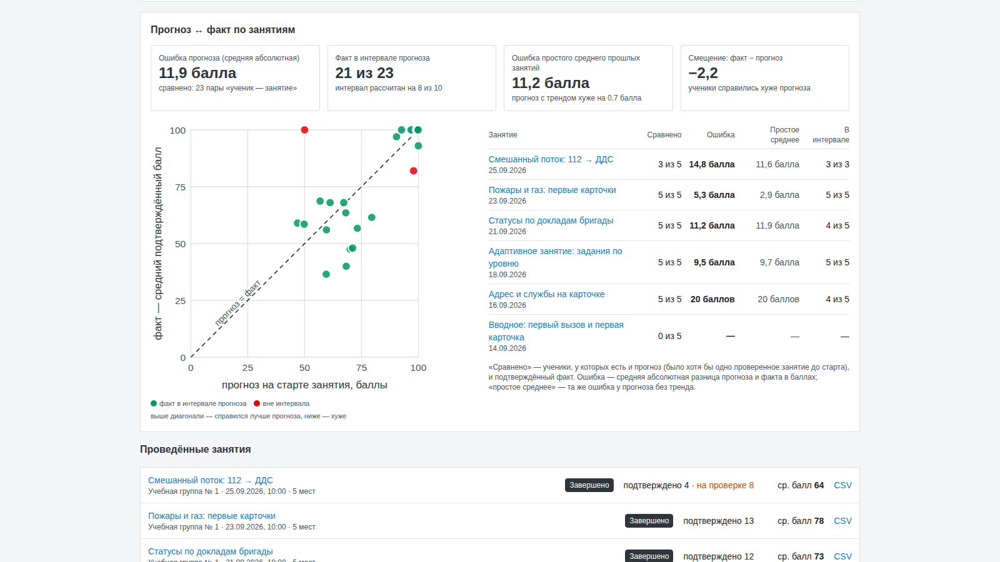 Прогноз ↔ факт по занятиям
Ошибка прогноза (средняя абсолютная)
11,9 балла
сравнено: 23 пары «ученик — занятие»
Факт в интервале прогноза
21 из 23
интервал рассчитан на 8 из 10
Ошибка простого среднего прошлых
занятий
11,2 балла
прогноз с трендом хуже на 0,7 балла
Смещение: факт − прогноз
−2,2
ученики справились хуже прогноза
факт — средний подтверждённый балл
100
75
50
25
0
прогноз = факт
0 25 50 75 100
прогноз на старте занятия, баллы
факт в интервале прогноза вне интервала
выше диагонали — справился лучше прогноза, ниже — хуже
Занятие Сравнено Ошибка Простое среднее В интервале
Смешанный поток: 112 → ДДС
25.09.2026
3 из 5 14,8 балла 11,6 балла 3 из 3
Пожары и газ: первые карточки
23.09.2026
5 из 5 5,3 балла 2,9 балла 5 из 5
Статусы по докладам бригады
21.09.2026
5 из 5 11,2 балла 11,9 балла 4 из 5
Адаптивное занятие: задания по
уровню
18.09.2026
5 из 5 9,5 балла 9,7 балла 5 из 5
Адрес и службы на карточке
16.09.2026
5 из 5 20 баллов 20 баллов 4 из 5
Вводное: первый вызов и первая
карточка
14.09.2026
0 из 5 — — —
«Сравнено» — ученики, у которых есть и прогноз (было хотя бы одно проверенное занятие до старта),
и подтверждённый факт. Ошибка — средняя абсолютная разница прогноза и факта в баллах;
«простое среднее» — та же ошибка у прогноза без тренда.
Проведённые занятия
Смешанный поток: 112 → ДДС
Учебная группа № 1 · 25.09.2026, 10:00 · 5 мест
Завершено подтверждено 4 · на проверке 8 ср. балл 64 CSV
Пожары и газ: первые карточки
Учебная группа № 1 · 23.09.2026, 10:00 · 5 мест
Завершено подтверждено 13 ср. балл 78 CSV
Статусы по докладам бригады
Учебная группа № 1 · 21.09.2026, 10:00 · 5 мест
Завершено подтверждено 12 ср. балл 73 CSV